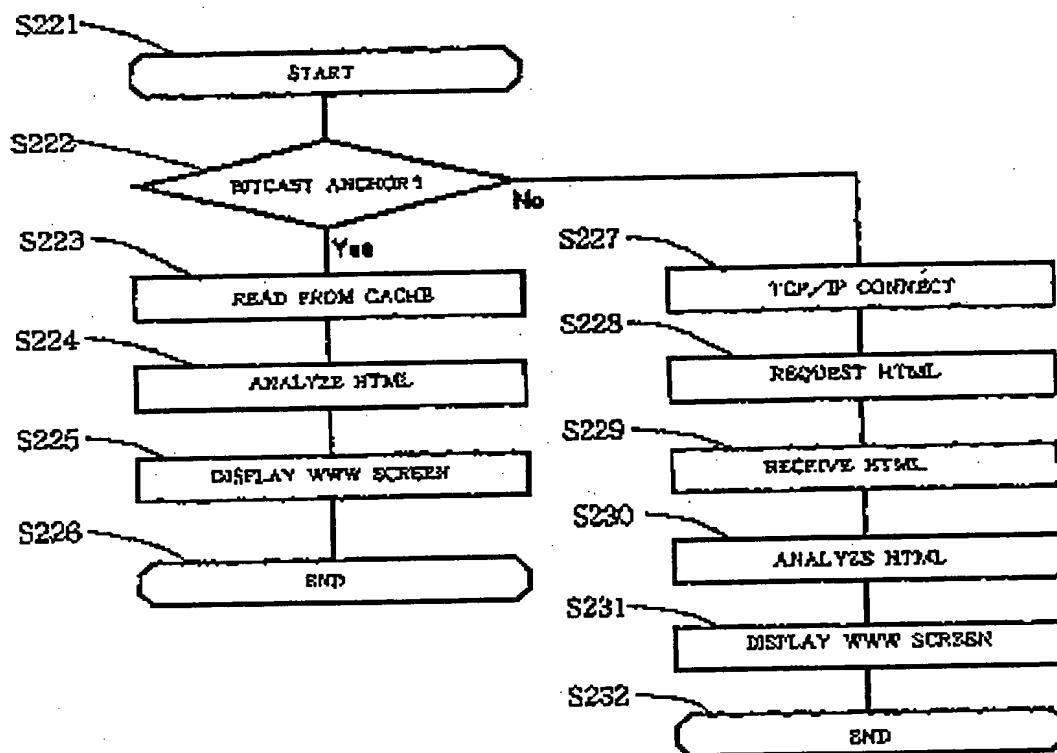 S221
START
S222
BITCAST ANCHOR?
No
Yes
S223
READ FROM CACHE
S224
ANALYZE HTML
S225
DISPLAY WWW SCREEN
S226
END
S227
TCP/IP CONNECT
S228
REQUEST HTML
S229
RECEIVE HTML
S230
ANALYZE HTML
S231
DISPLAY WWW SCREEN
S232
END